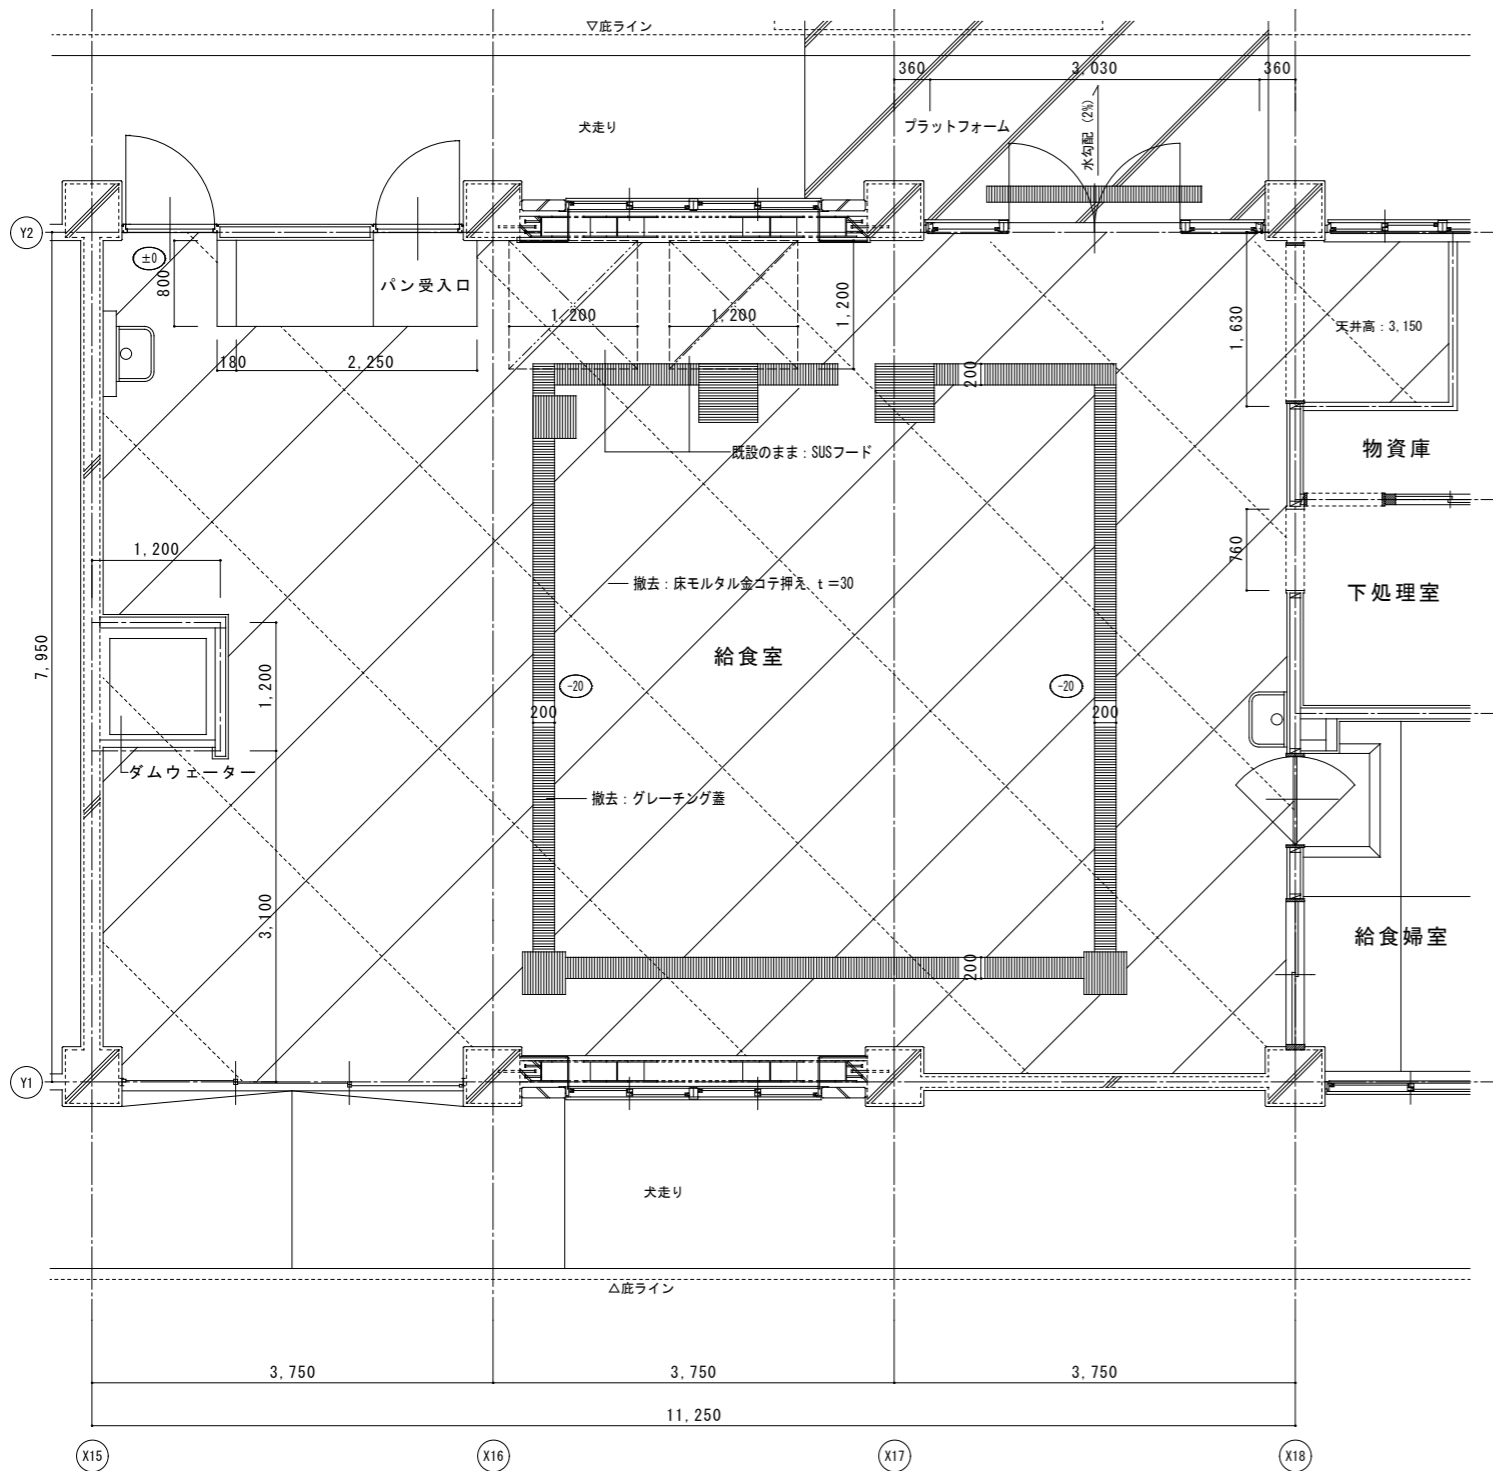 ▽庇ライン
360
3,030
360
犬走り
プラットフォーム
水勾配 (2%)
Y2
±0
800
パン受入口
1,200
1,200
1,200
1,630
天井高：3,150
180
2,250
200
既設のまま：SUSフード
物資庫
1,200
760
撤去：床モルタル金コテ押え t＝30
下処理室
7,950
給食室
1,200
-20
-20
200
200
ダムウェーター
撤去：グレーチング蓋
3,100
給食婦室
200
Y1
犬走り
△庇ライン
3,750
3,750
3,750
11,250
X15
X16
X17
X18